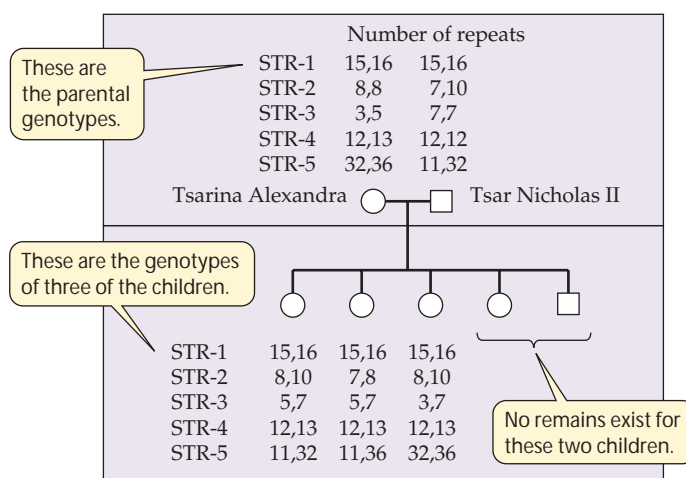 Number of repeats
These are
the parental
genotypes.
STR-1 15,16 15,16
STR-2 8,8 7,10
STR-3 3,5 7,7
STR-4 12,13 12,12
STR-5 32,36 11,32
Tsarina Alexandra Tsar Nicholas II
These are the genotypes
of three of the children.
STR-1 15,16 15,16 15,16
STR-2 8,10 7,8 8,10
STR-3 5,7 5,7 3,7
STR-4 12,13 12,13 12,13
STR-5 11,32 11,36 32,36
No remains exist for
these two children.